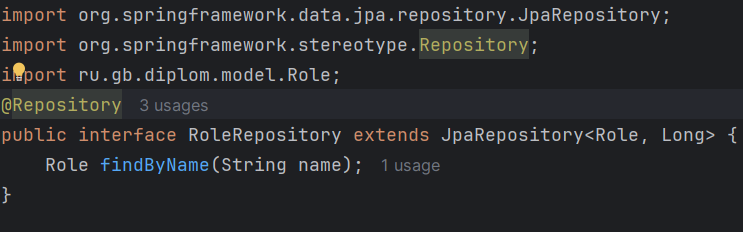 import org.springframework.data.jpa.repository.JpaRepository;
import org.springframework.stereotype.Repository;
import ru.gb.diplom.model.Role;
@Repository 3 usages
public interface RoleRepository extends JpaRepository<Role, Long> {
    Role findByName(String name); 1 usage
}